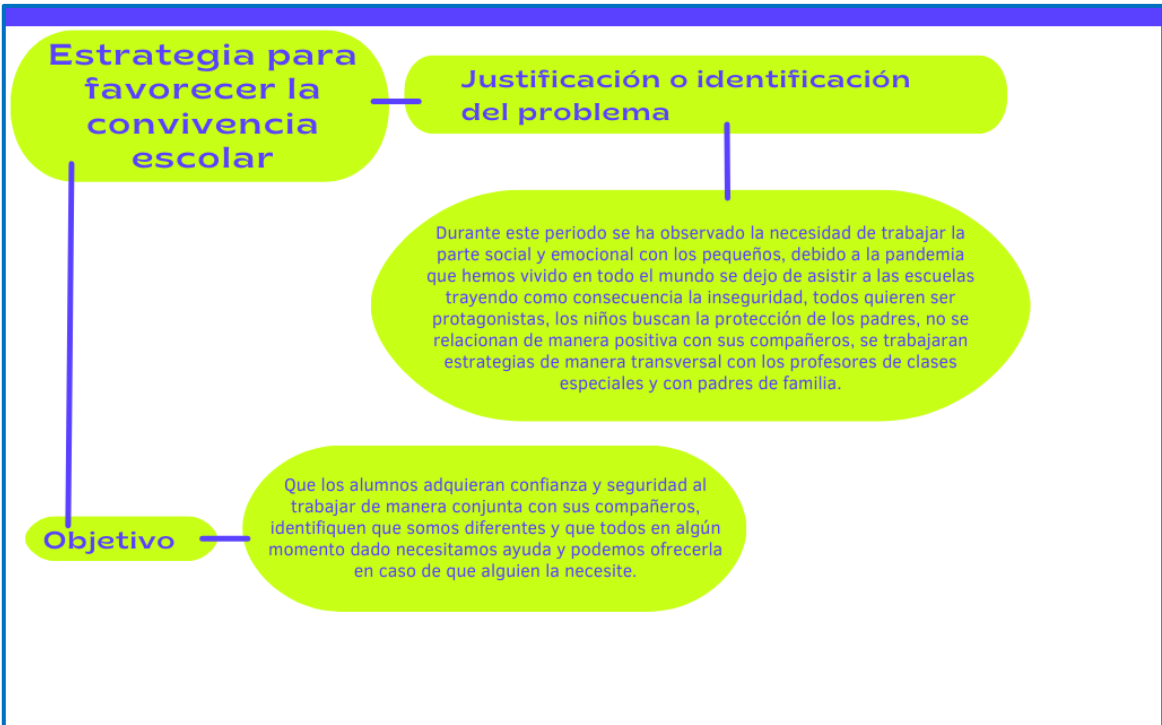 Estrategia para
favorecer la
convivencia
escolar
Justificación o identificación
del problema
Durante este periodo se ha observado la necesidad de trabajar la
parte social y emocional con los pequeños, debido a la pandemia
que hemos vivido en todo el mundo se dejo de asistir a las escuelas
trayendo como consecuencia la inseguridad, todos quieren ser
protagonistas, los niños buscan la protección de los padres, no se
relacionan de manera positiva con sus compañeros, se trabajaran
estrategias de manera transversal con los profesores de clases
especiales y con padres de familia.
Objetivo
Que los alumnos adquieran confianza y seguridad al
trabajar de manera conjunta con sus compañeros,
identifiquen que somos diferentes y que todos en algún
momento dado necesitamos ayuda y podemos ofrecerla
en caso de que alguien la necesite.